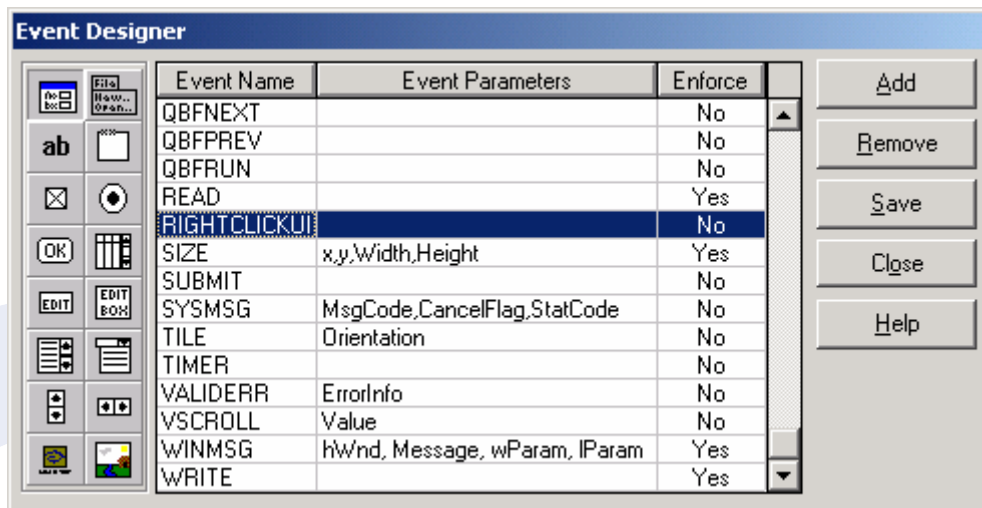 Event Designer
File
New..
Open..
ab
OK
EDIT
EDIT
BOX
Event Name Event Parameters Enforce
QBFNEXT No
QBFPREV No
QBFRUN No
READ Yes
RIGHTCLICKUI No
SIZE x,y,Width,Height Yes
SUBMIT No
SYSMSG MsgCode,CancelFlag,StatCode No
TILE Orientation No
TIMER No
VALIDERR ErrorInfo No
VSCROLL Value No
WINMSG hWnd, Message, wParam, lParam Yes
WRITE Yes
Add
Remove
Save
Close
Help